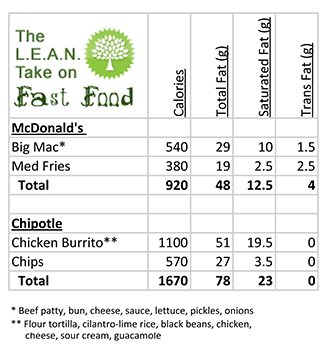 The
L.E.A.N.
Take on
Fast Food
Calories
Total Fat (g)
Saturated Fat (g)
Trans Fat (g)
McDonald's
Big Mac* 540 29 10 1.5
Med Fries 380 19 2.5 2.5
Total 920 48 12.5 4
Chipotle
Chicken Burrito** 1100 51 19.5 0
Chips 570 27 3.5 0
Total 1670 78 23 0
* Beef patty, bun, cheese, sauce, lettuce, pickles, onions
** Flour tortilla, cilantro-lime rice, black beans, chicken,
cheese, sour cream, guacamole